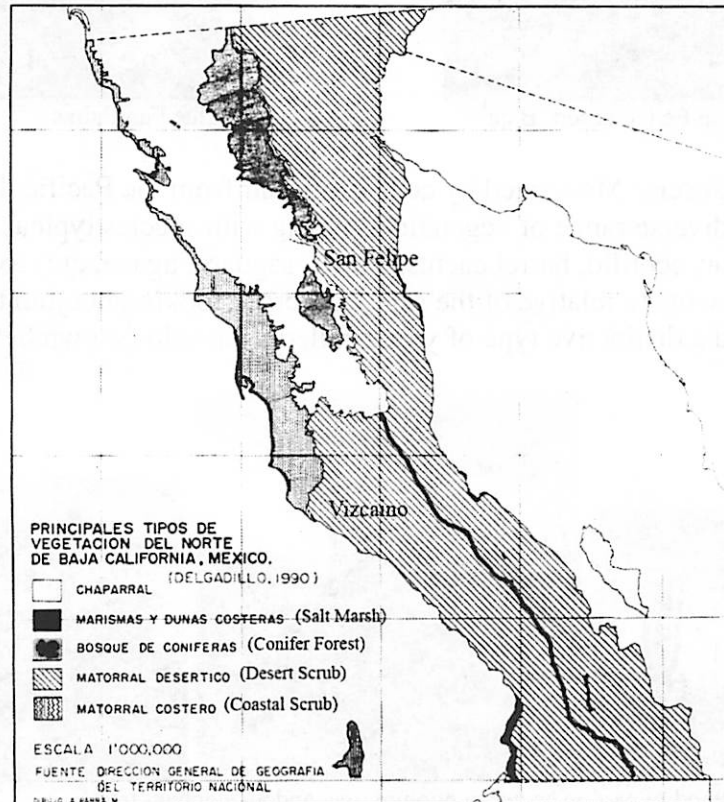 San Felipe
Vizcaino
PRINCIPALES TIPOS DE
VEGETACION DEL NORTE
DE BAJA CALIFORNIA, MEXICO.
(DELGADILLO, 1990)
CHAPARRAL
MARISMAS Y DUNAS COSTERAS (Salt Marsh)
BOSQUE DE CONIFERAS (Conifer Forest)
MATORRAL DESERTICO (Desert Scrub)
MATORRAL COSTERO (Coastal Scrub)
ESCALA 1'000,000
FUENTE DIRECCION GENERAL DE GEOGRAFIA
DEL TERRITORIO NACIONAL